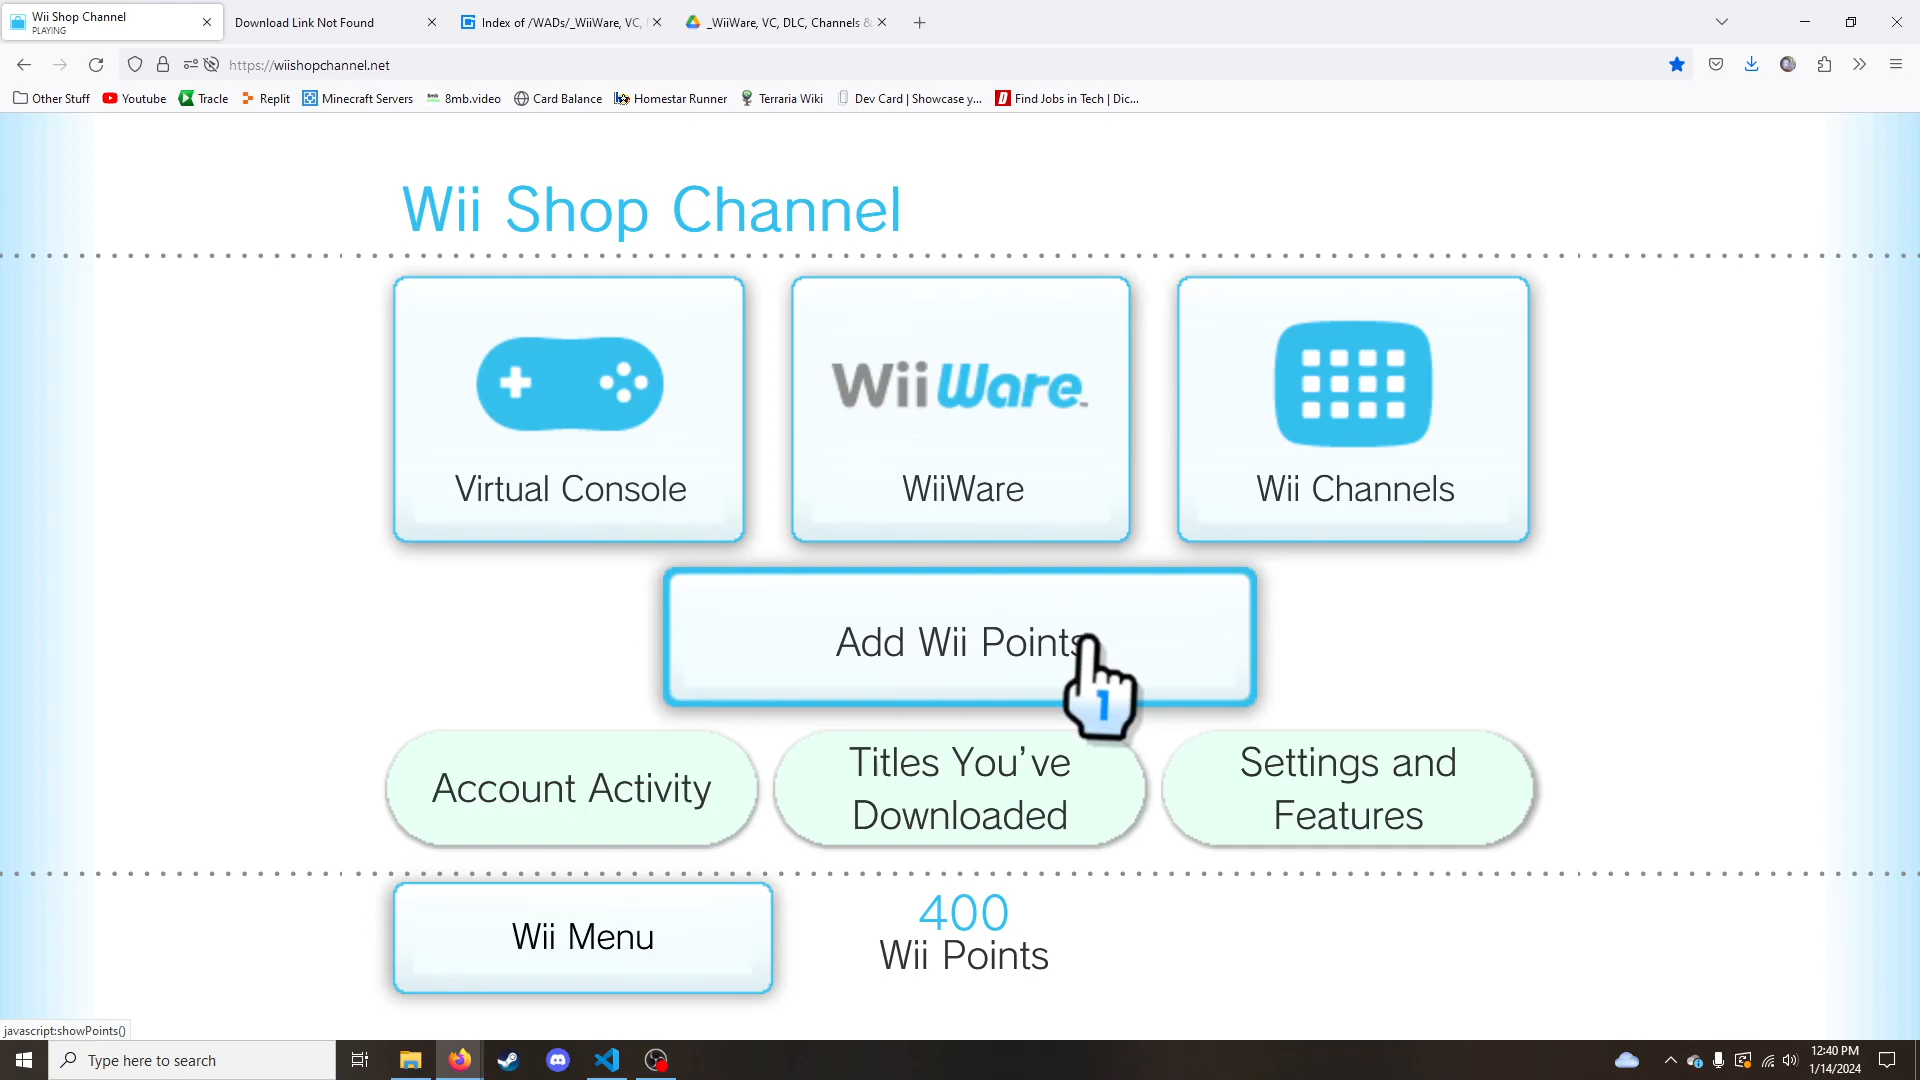 Wii Shop Channel
PLAYING
Download Link Not Found
Index of /WADs/_WiiWare, VC,
_WiiWare, VC, DLC, Channels &
https://wiishopchannel.net
Other Stuff
Youtube
Tracle
Replit
Minecraft Servers
8mb.video
Card Balance
Homestar Runner
Terraria Wiki
Dev Card | Showcase y...
Find Jobs in Tech | Dic...
Wii Shop Channel
WiiWare
Virtual Console
WiiWare
Wii Channels
Add Wii Points
1
Account Activity
Titles You've
Downloaded
Settings and
Features
Wii Menu
400
Wii Points
javascript:showPoints()
Type here to search
12:40 PM
1/14/2024